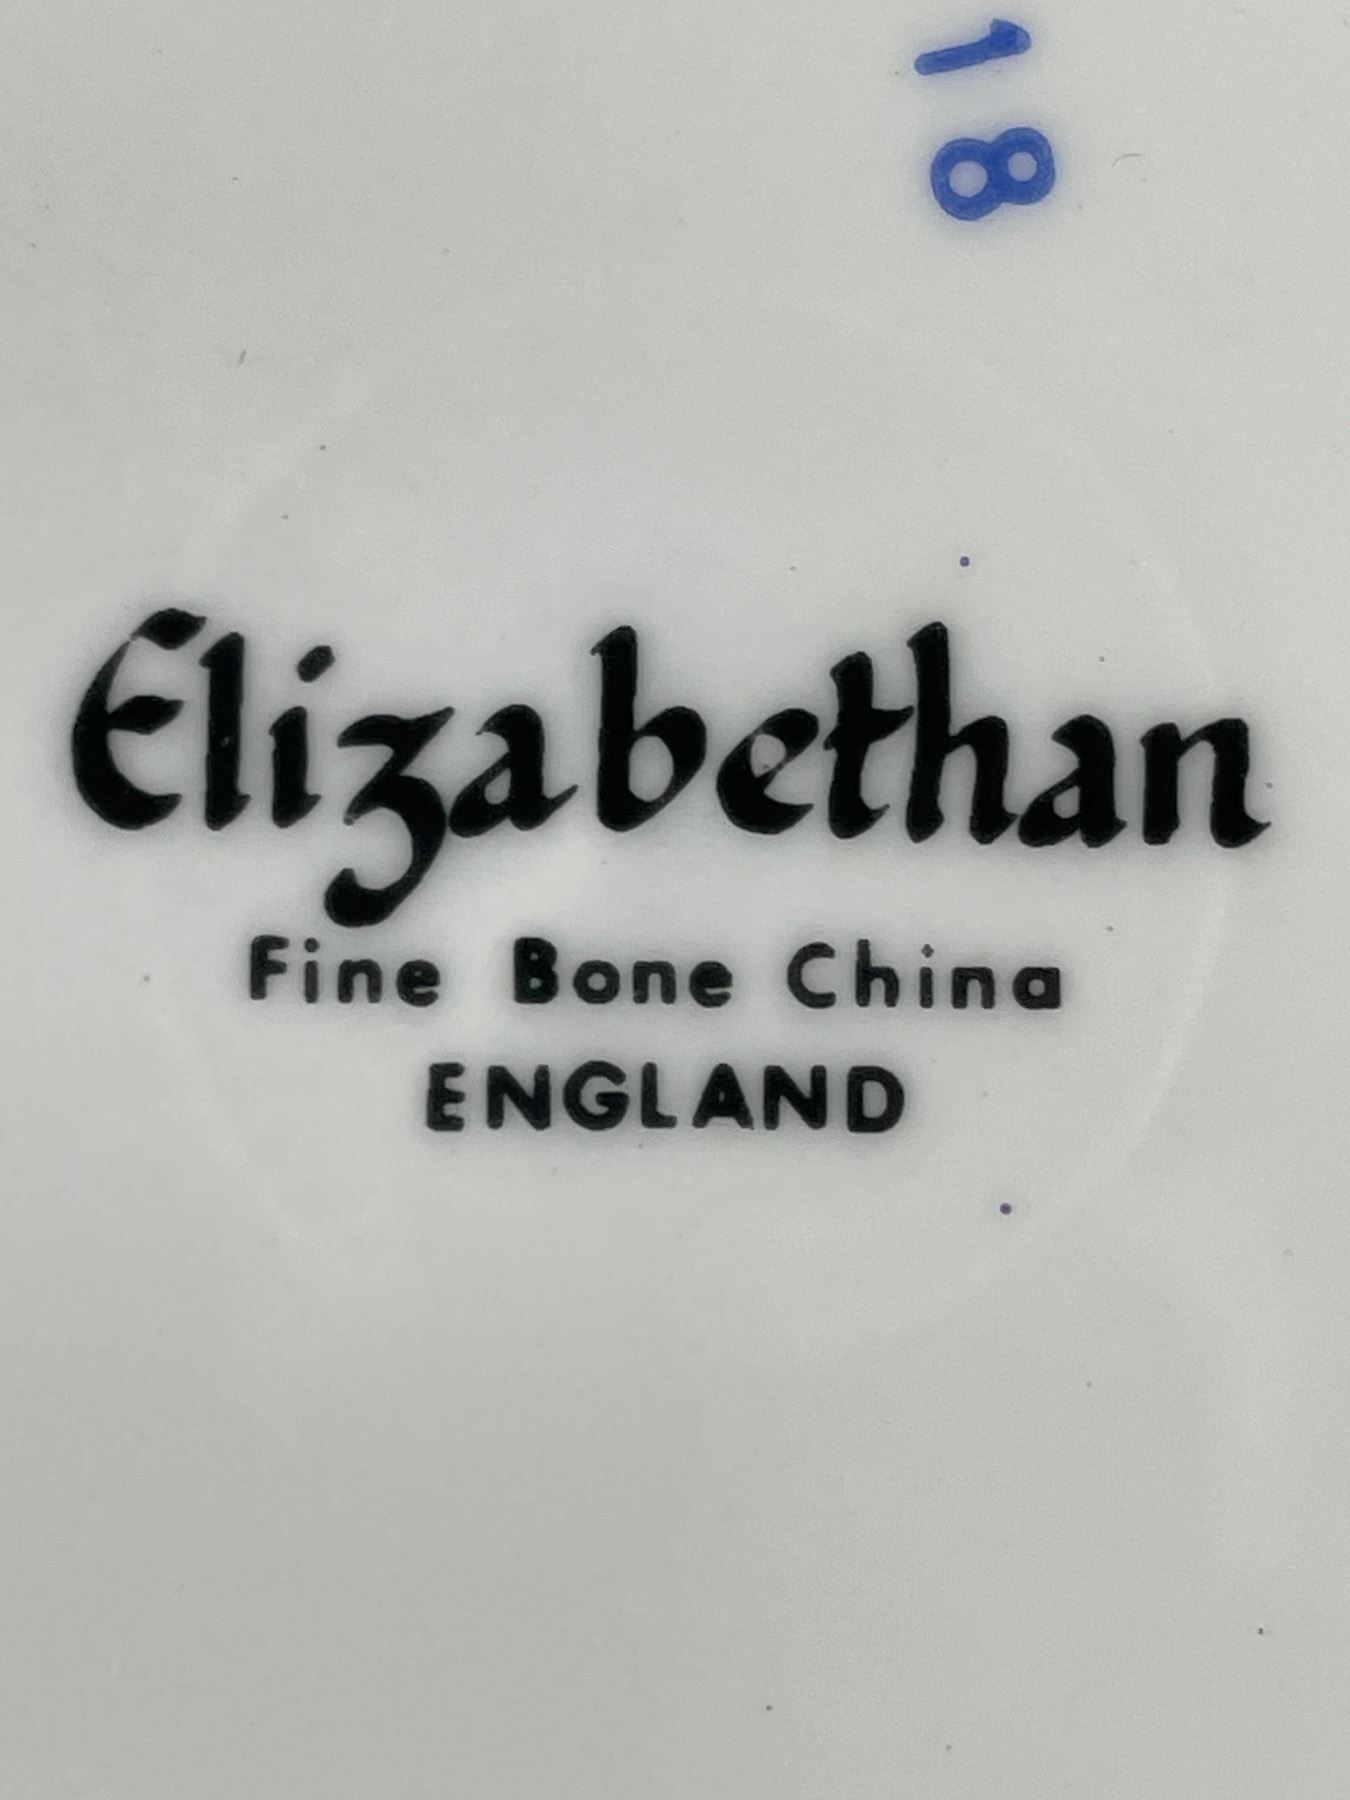 18
Elizabethan
Fine Bone China
ENGLAND